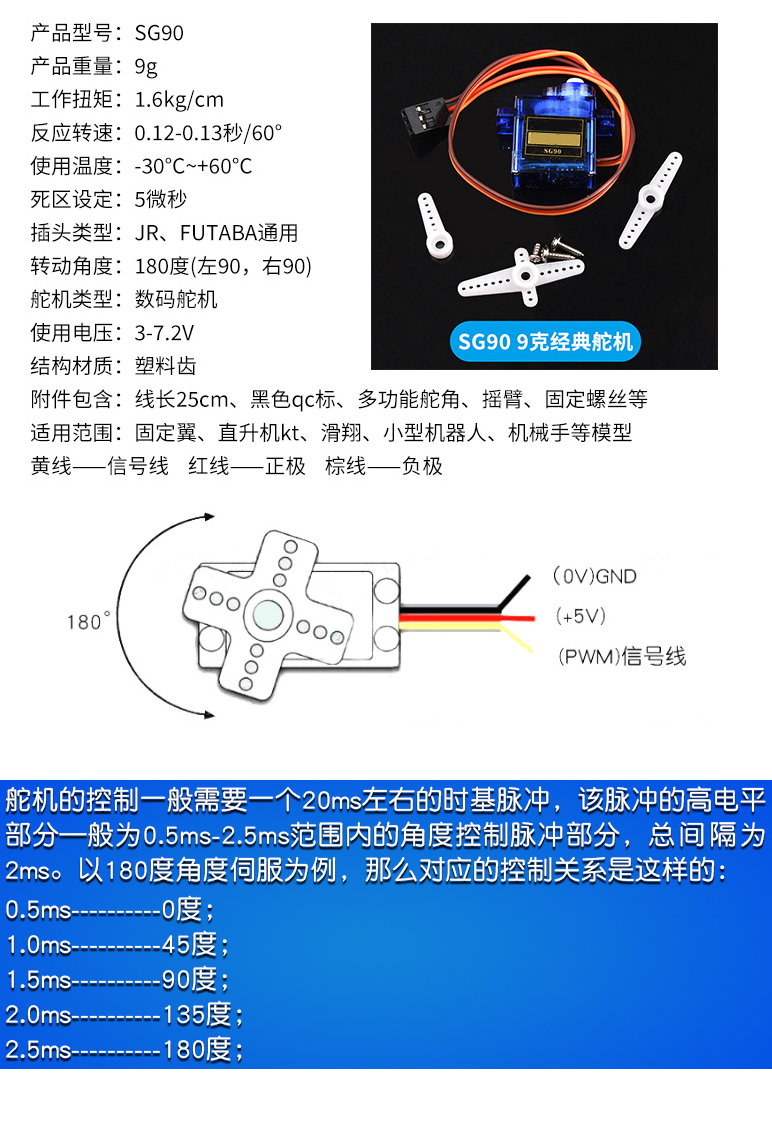 产品型号：SG90
产品重量：9g
工作扭矩：1.6kg/cm
反应转速：0.12-0.13秒/60°
使用温度：-30℃~+60℃
死区设定：5微秒
插头类型：JR、FUTABA通用
转动角度：180度(左90，右90)
舵机类型：数码舵机
使用电压：3-7.2V
结构材质：塑料齿
SG90
SG90 9克经典舵机
附件包含：线长25cm、黑色qc标、多功能舵角、摇臂、固定螺丝等
适用范围：固定翼、直升机kt、滑翔、小型机器人、机械手等模型
黄线——信号线 红线——正极 棕线——负极
180°
(0V)GND
(+5V)
(PWM)信号线
舵机的控制一般需要一个20ms左右的时基脉冲，该脉冲的高电平
部分一般为0.5ms-2.5ms范围内的角度控制脉冲部分，总间隔为
2ms。以180度角度伺服为例，那么对应的控制关系是这样的：
0.5ms----------0度；
1.0ms----------45度；
1.5ms----------90度；
2.0ms----------135度；
2.5ms----------180度；